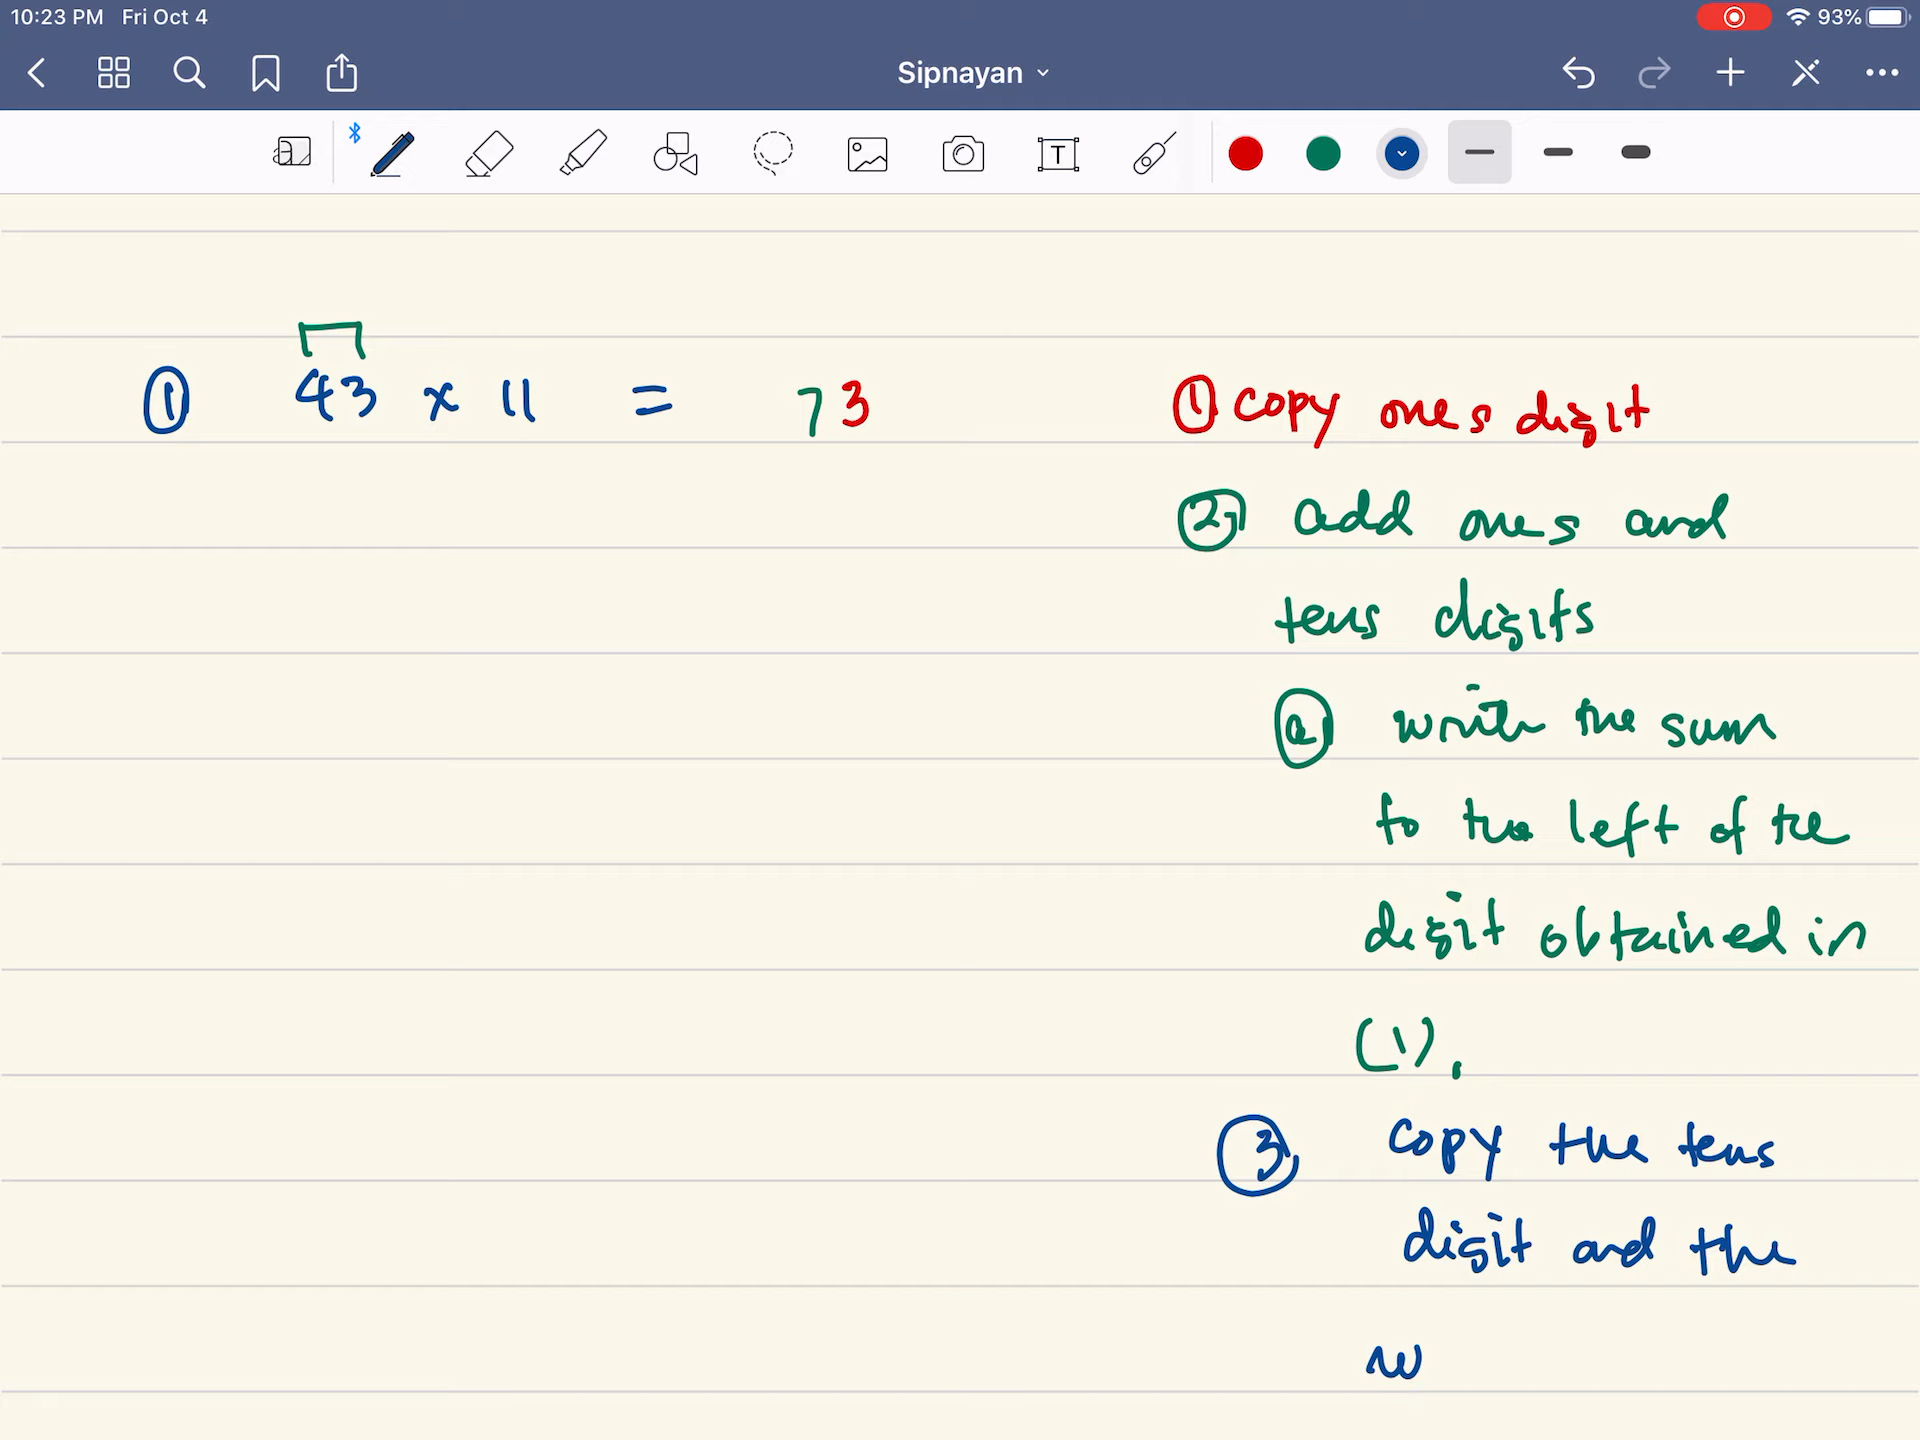 10:23 PM Fri Oct 4 93%
Sipnayan
① 43 x 11 = 73
① copy ones digit
② add ones and
tens digits
ⓐ write the sum
to the left of the
digit obtained in
(1).
③ copy the tens
digit and the